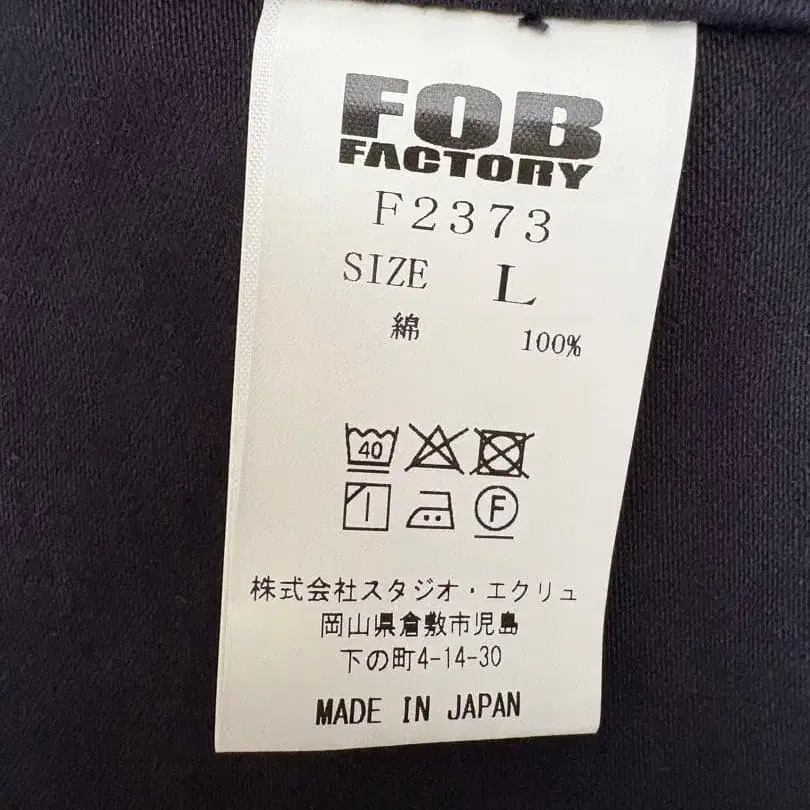 FOB
FACTORY
F2373
SIZE L
綿 100%
40
F
株式会社スタジオ・エクリュ
岡山県倉敷市児島
下の町4-14-30
MADE IN JAPAN